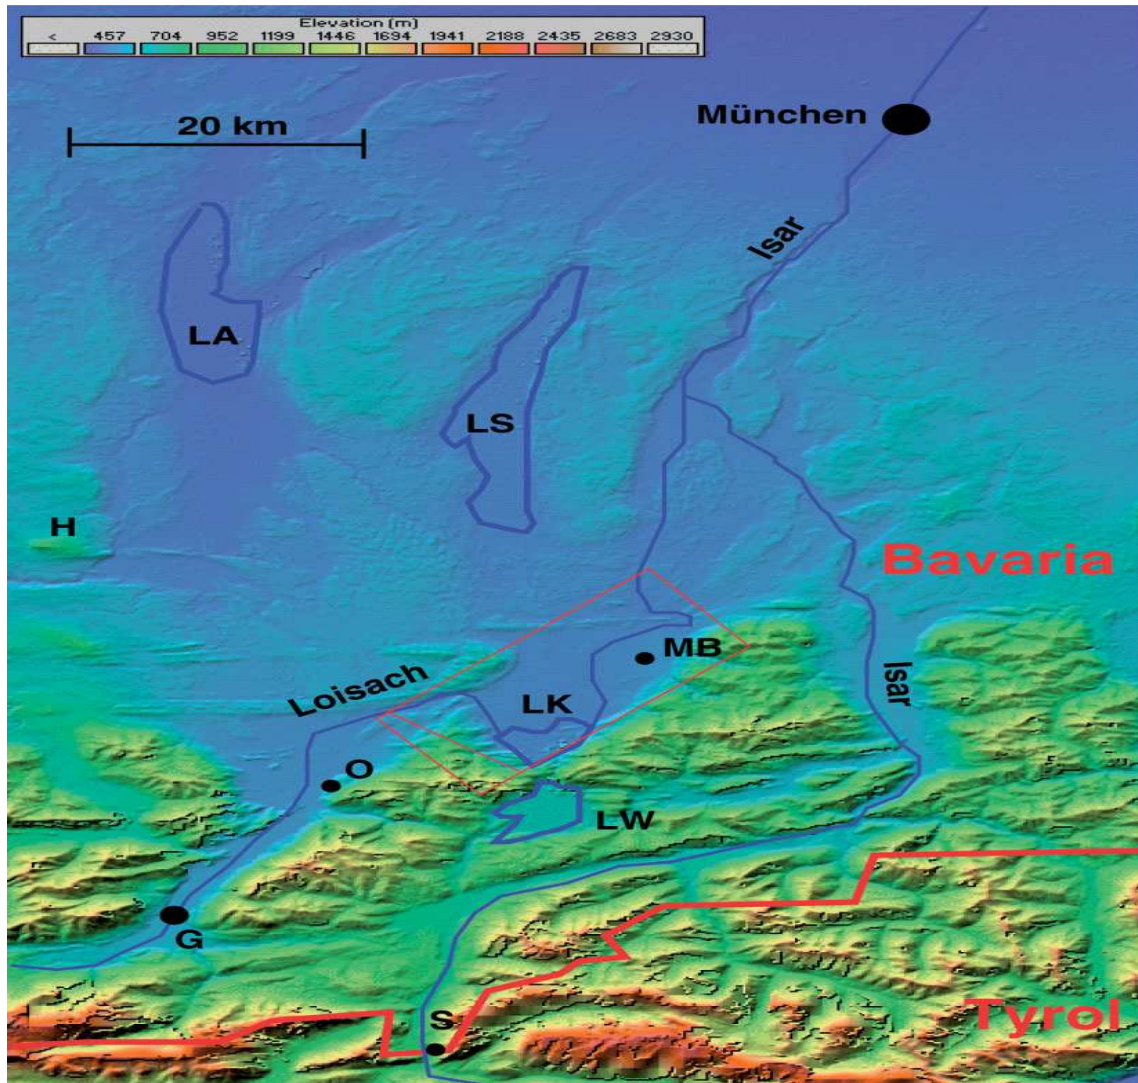 Elevation (m)
< 457 704 952 1199 1446 1694 1941 2188 2435 2683 2930
München
20 km
Isar
LA
LS
H
Bavaria
MB
Isar
Loisach
LK
O
LW
G
Tyrol
S